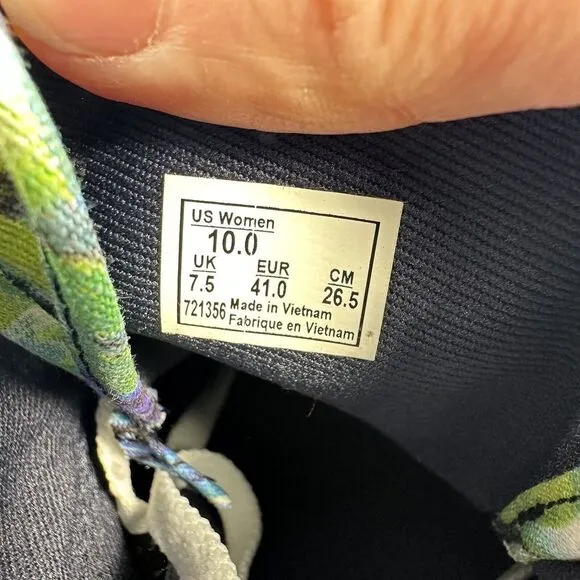 US Women
10.0
UK EUR CM
7.5 41.0 26.5
721356 Made in Vietnam
Fabrique en Vietnam